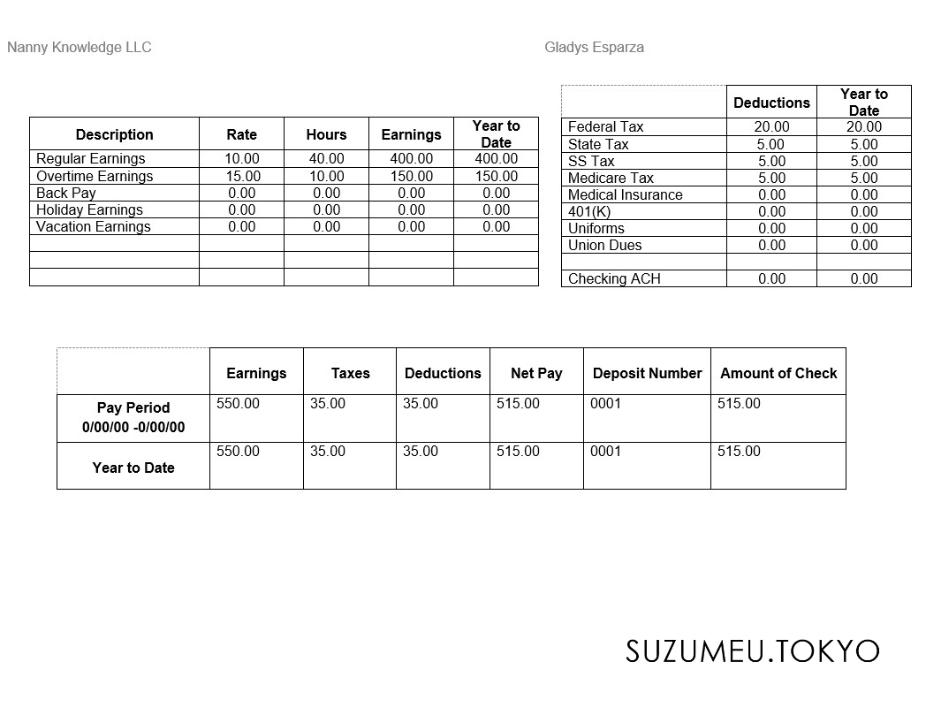 Nanny Knowledge LLC Gladys Esparza
Description Rate Hours Earnings Year to Date
Regular Earnings 10.00 40.00 400.00 400.00
Overtime Earnings 15.00 10.00 150.00 150.00
Back Pay 0.00 0.00 0.00 0.00
Holiday Earnings 0.00 0.00 0.00 0.00
Vacation Earnings 0.00 0.00 0.00 0.00
Deductions Year to Date
Federal Tax 20.00 20.00
State Tax 5.00 5.00
SS Tax 5.00 5.00
Medicare Tax 5.00 5.00
Medical Insurance 0.00 0.00
401(K) 0.00 0.00
Uniforms 0.00 0.00
Union Dues 0.00 0.00
Checking ACH 0.00 0.00
Earnings Taxes Deductions Net Pay Deposit Number Amount of Check
Pay Period 0/00/00 -0/00/00 550.00 35.00 35.00 515.00 0001 515.00
Year to Date 550.00 35.00 35.00 515.00 0001 515.00
SUZUMEU.TOKYO